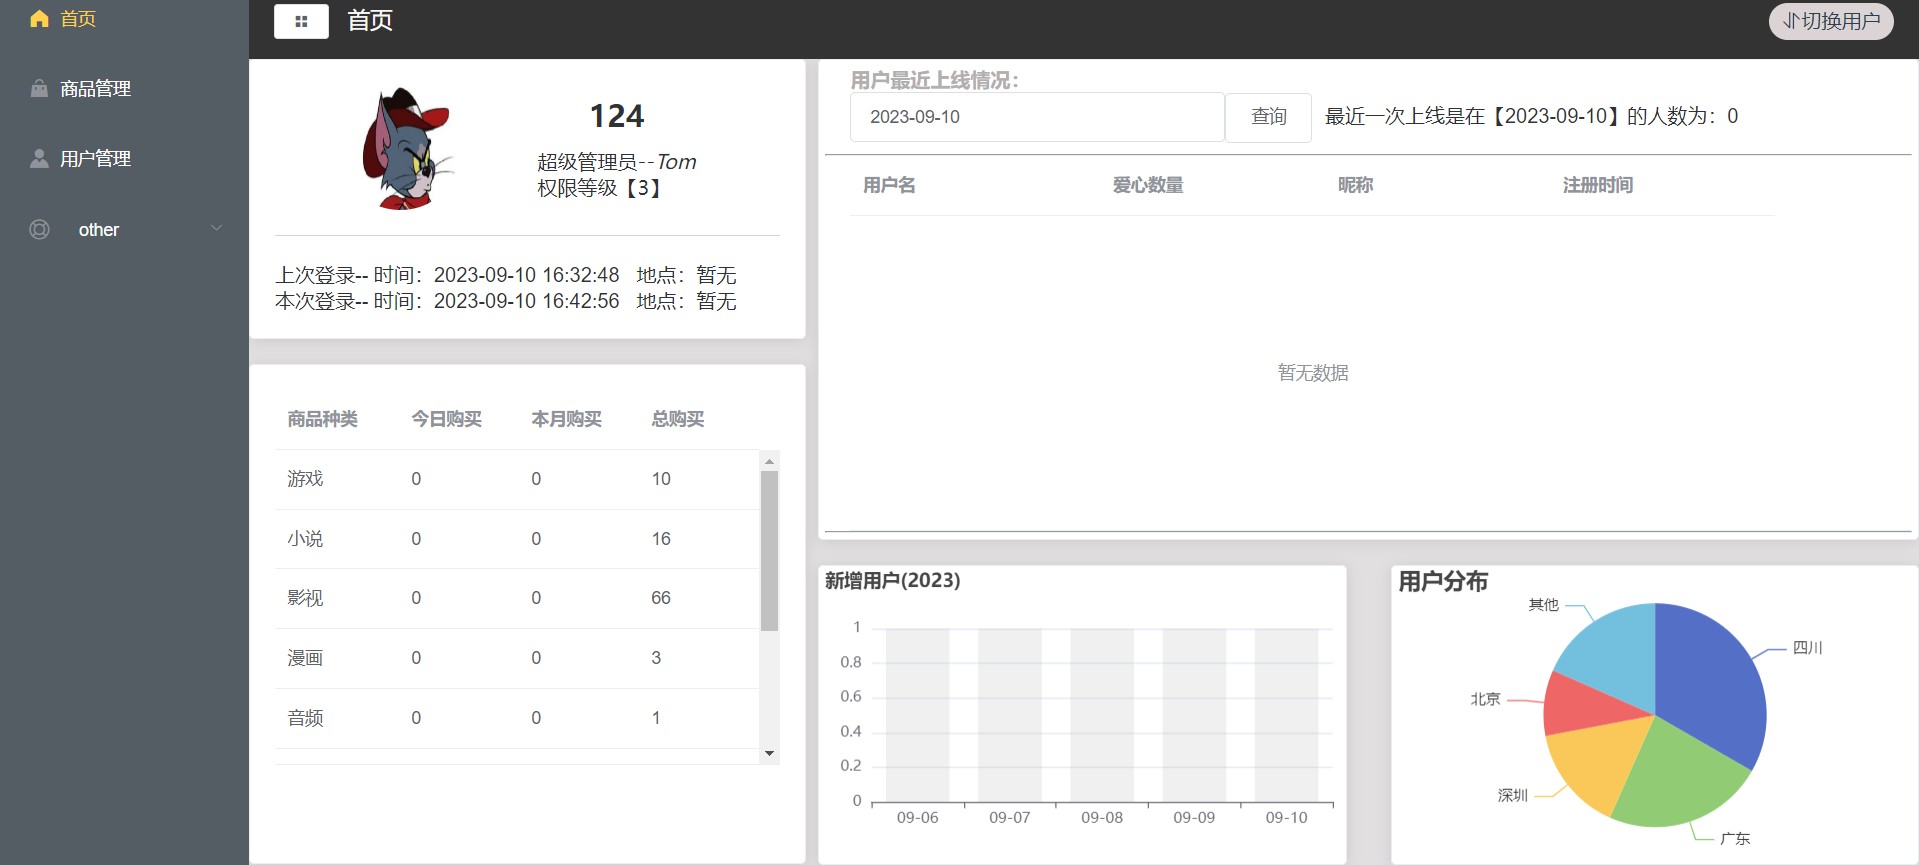 首页
商品管理
用户管理
other
首页
切换用户
124
超级管理员--Tom
权限等级【3】
上次登录-- 时间：2023-09-10 16:32:48 地点：暂无
本次登录-- 时间：2023-09-10 16:42:56 地点：暂无
商品种类 今日购买 本月购买 总购买
游戏 0 0 10
小说 0 0 16
影视 0 0 66
漫画 0 0 3
音频 0 0 1
用户最近上线情况：
2023-09-10 查询 最近一次上线是在【2023-09-10】的人数为：0
用户名 爱心数量 昵称 注册时间
暂无数据
新增用户(2023)
1
0.8
0.6
0.4
0.2
0
09-06 09-07 09-08 09-09 09-10
用户分布
其他
四川
北京
深圳
广东